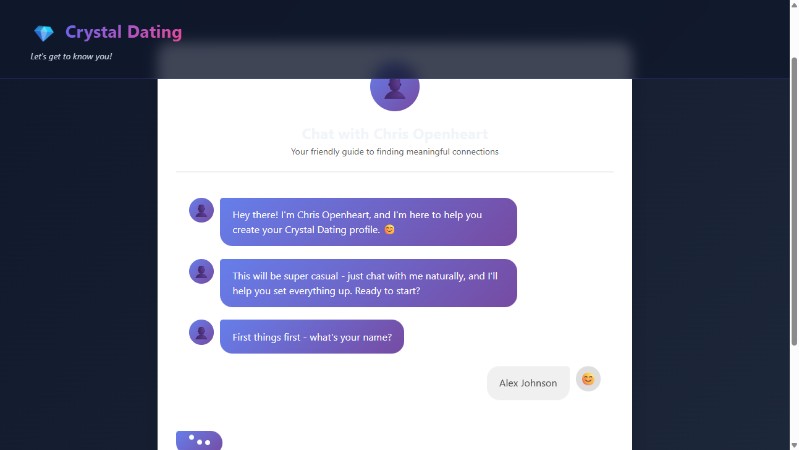 Crystal Dating
Let's get to know you!
Chat with Chris Openheart
Your friendly guide to finding meaningful connections
Hey there! I'm Chris Openheart, and I'm here to help you
create your Crystal Dating profile. 😊
This will be super casual - just chat with me naturally, and I'll
help you set everything up. Ready to start?
First things first - what's your name?
Alex Johnson